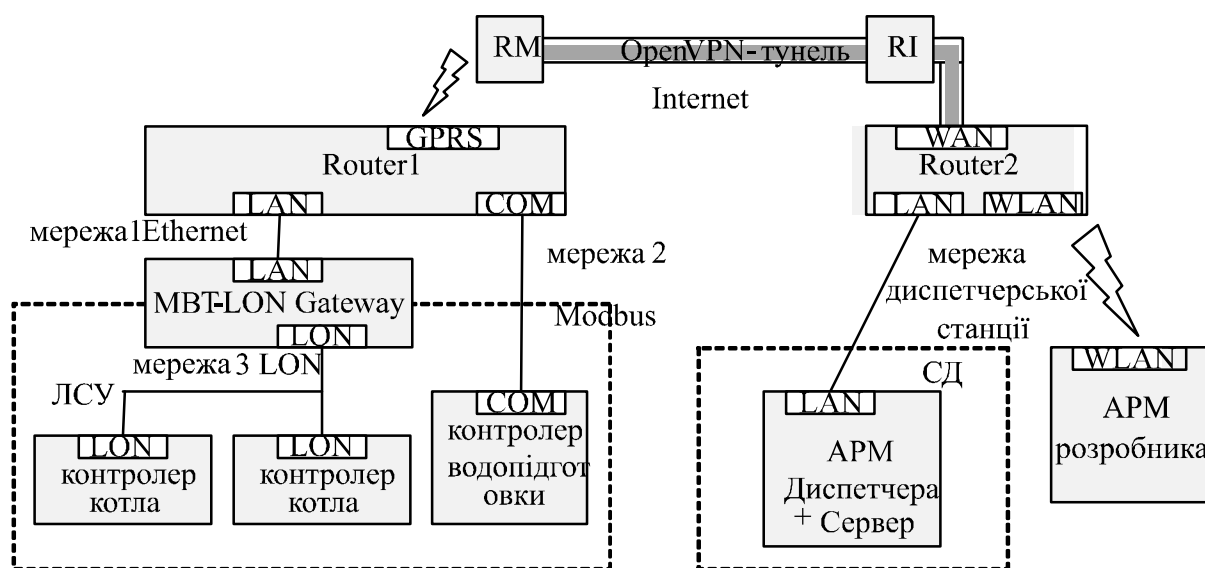 RM
OpenVPN-тунель
RI
Internet
GPRS
Router1
LAN
COM
WAN
Router2
LAN
WLAN
мережа1Ethernet
мережа 2
Modbus
LAN
MBT-LON Gateway
LON
мережа 3 LON
ЛСУ
LON
контролер
котла
LON
контролер
котла
COM
контролер
водопідгот
овки
мережа
диспетчерської
станції
СД
LAN
АРМ
Диспетчера
+ Сервер
WLAN
АРМ
розробника